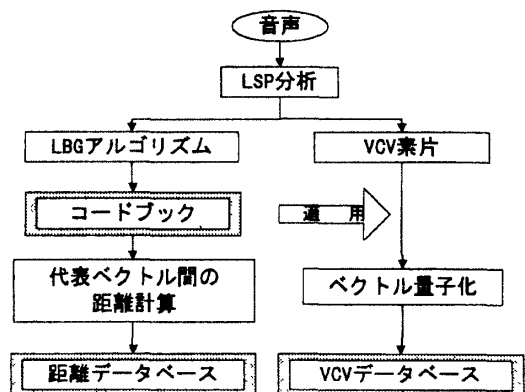 音声
LSP分析
LBGアルゴリズム
VCV素片
コードブック
適 用
代表ベクトル間の
距離計算
ベクトル量子化
距離データベース
VCVデータベース